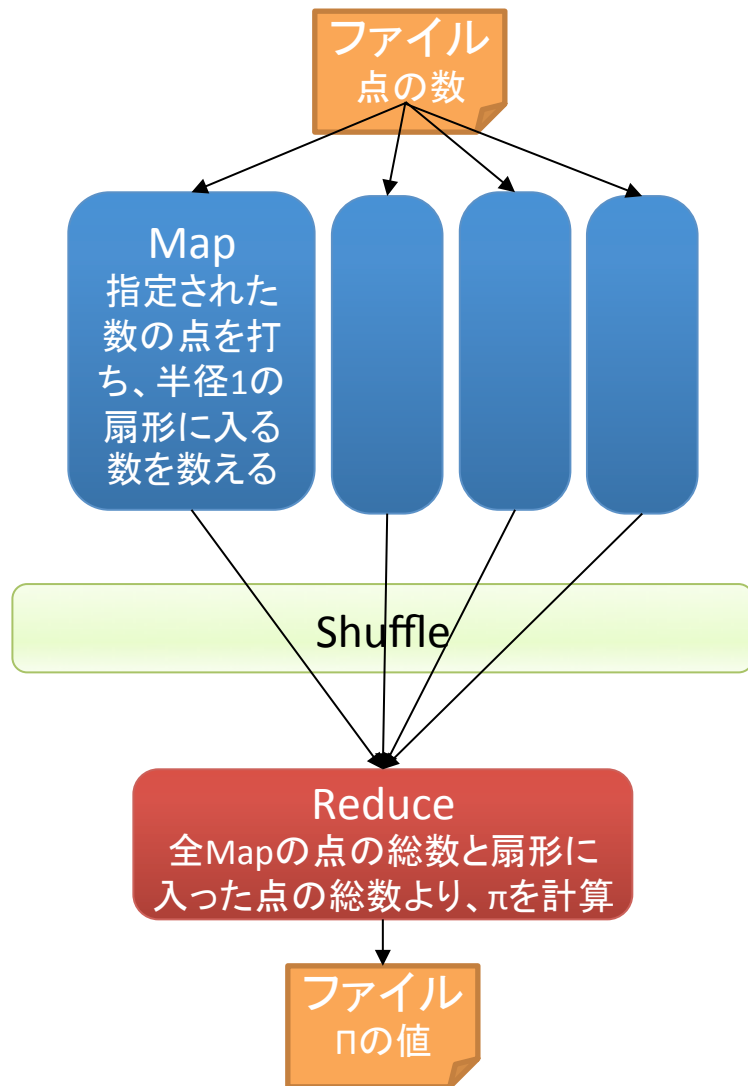 ファイル
点の数
Map
指定された
数の点を打
ち、半径1の
扇形に入る
数を数える
Shuffle
Reduce
全Mapの点の総数と扇形に
入った点の総数より、πを計算
ファイル
Πの値